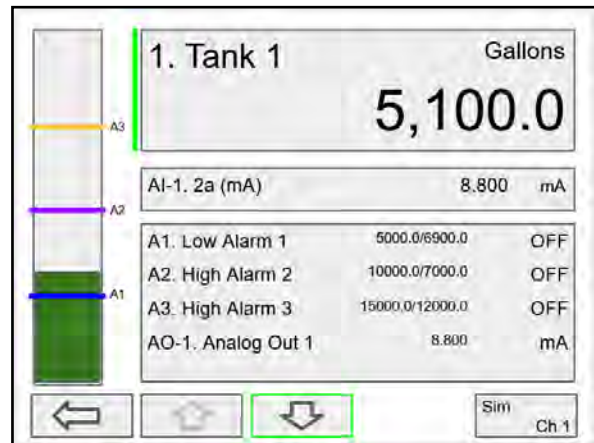 1. Tank 1 Gallons
5,100.0
A3
AI-1. 2a (mA) 8.800 mA
A2
A1. Low Alarm 1 5000.0/6900.0 OFF
A2. High Alarm 2 10000.0/7000.0 OFF
A1
A3. High Alarm 3 15000.0/12000.0 OFF
AO-1. Analog Out 1 8.800 mA
Sim
Ch 1